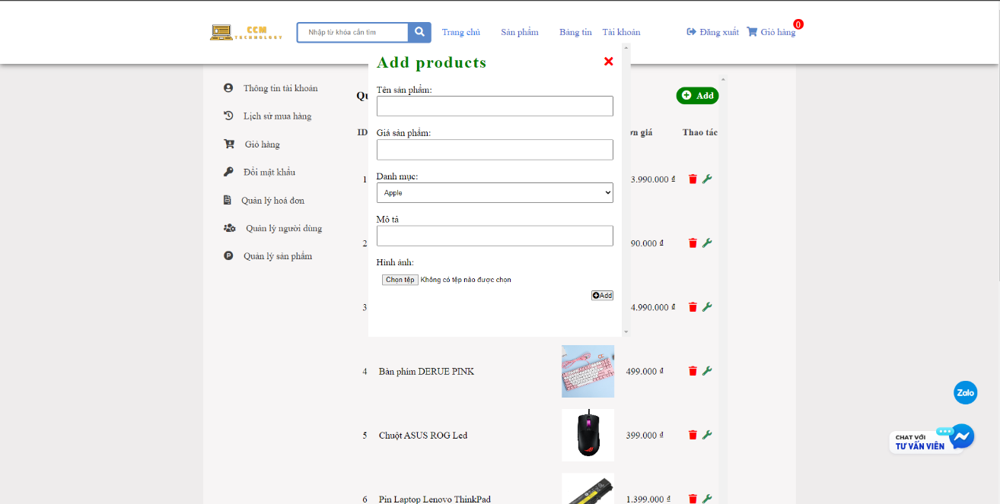 CCM
TECHNOLOGY
Nhập từ khóa cần tìm
Trang chủ
Sản phẩm
Bảng tin
Tài khoản
Đăng xuất
Giỏ hàng
0
Thông tin tài khoản
Lịch sử mua hàng
Giỏ hàng
Đổi mật khẩu
Quản lý hoá đơn
Quản lý người dùng
Quản lý sản phẩm
Add products
Tên sản phẩm:
Giá sản phẩm:
Danh mục:
Apple
Mô tả
Hình ảnh:
Chọn tệp Không có tệp nào được chọn
Add
Add
ID
Thao tác
1 3.990.000 ₫
2 90.000 ₫
3 4.990.000 ₫
4 Bàn phím DERUE PINK 499.000 ₫
5 Chuột ASUS ROG Led 399.000 ₫
6 Pin Laptop Lenovo ThinkPad 1.399.000 ₫
Zalo
CHAT VỚI
TƯ VẤN VIÊN